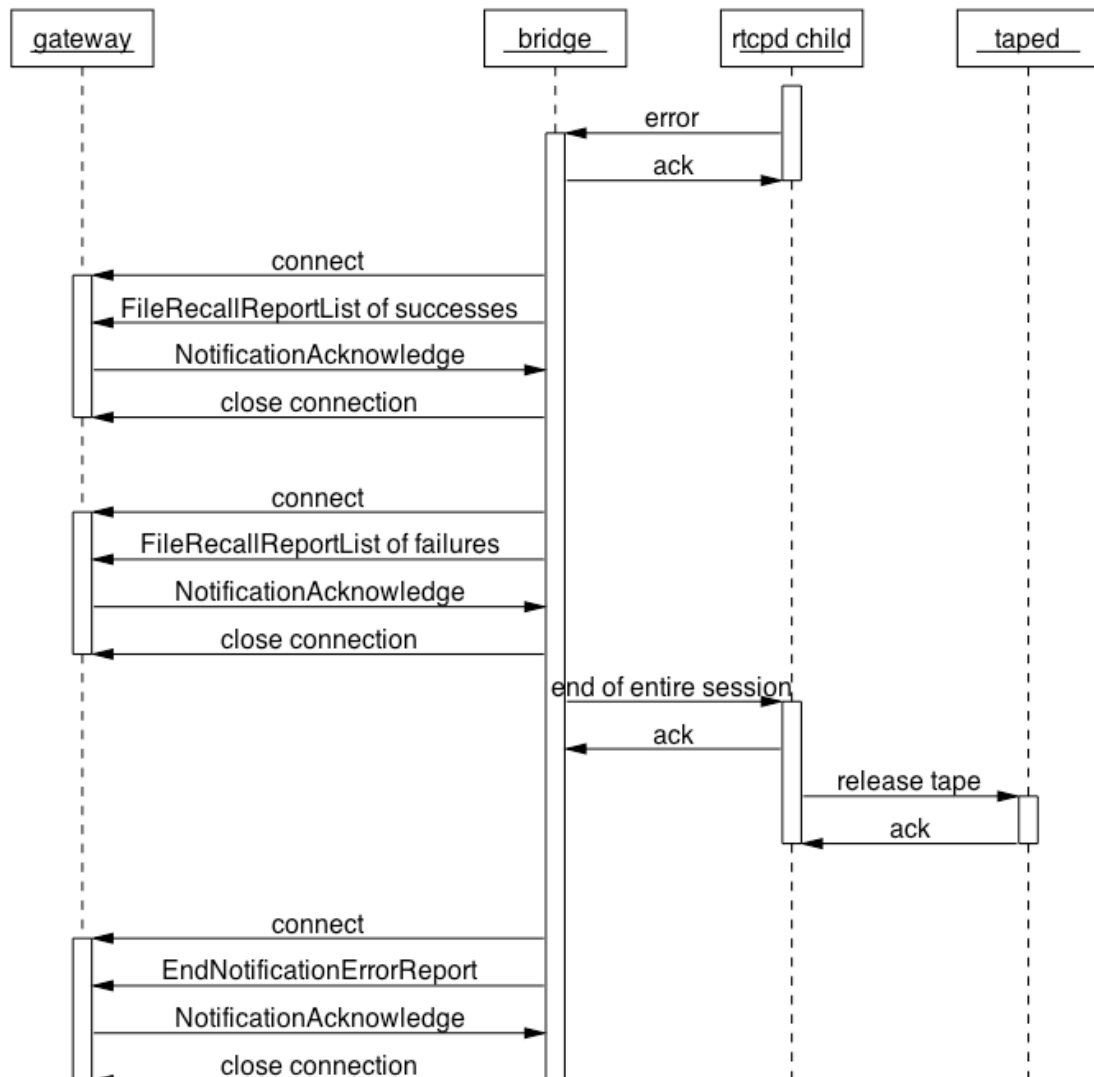 gateway
bridge
rtcpd child
taped
error
ack
connect
FileRecallReportList of successes
NotificationAcknowledge
close connection
connect
FileRecallReportList of failures
NotificationAcknowledge
close connection
end of entire session
ack
release tape
ack
connect
EndNotificationErrorReport
NotificationAcknowledge
close connection